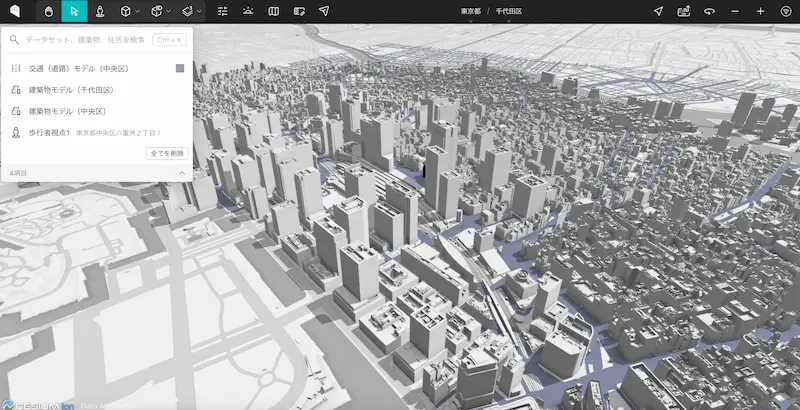 東京都 / 千代田区
データセット、建築物、住所を検索 Ctrl + K
交通（道路）モデル（中央区）
建築物モデル（千代田区）
建築物モデル（中央区）
歩行者視点1 東京都中央区八重洲2丁目1
全てを削除
4項目
CESIUM ion